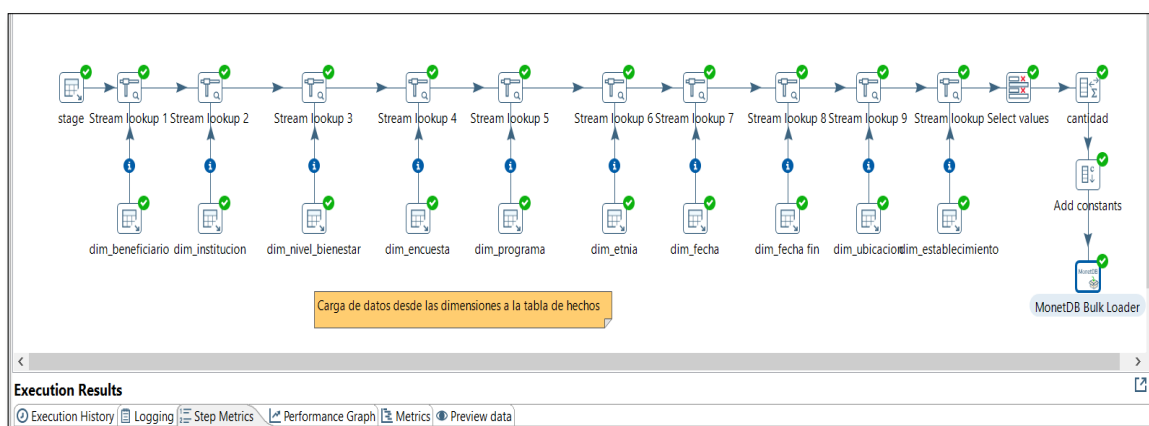 stage Stream lookup 1 Stream lookup 2 Stream lookup 3 Stream lookup 4 Stream lookup 5 Stream lookup 6 Stream lookup 7 Stream lookup 8 Stream lookup 9 Stream lookup Select values cantidad
Add constants
dim_beneficiario dim_institucion dim_nivel_bienestar dim_encuesta dim_programa dim_etnia dim_fecha dim_fecha fin dim_ubicacion dim_establecimiento
MonetDB
Carga de datos desde las dimensiones a la tabla de hechos
MonetDB Bulk Loader
Execution Results
Execution History Logging Step Metrics Performance Graph Metrics Preview data